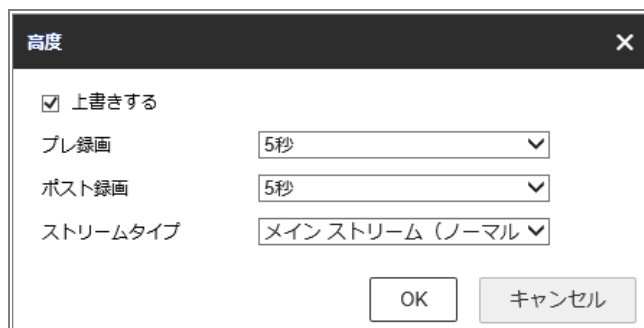 高度
上書きする
プレ録画 5秒
ポスト録画 5秒
ストリームタイプ メイン ストリーム（ノーマル
OK キャンセル